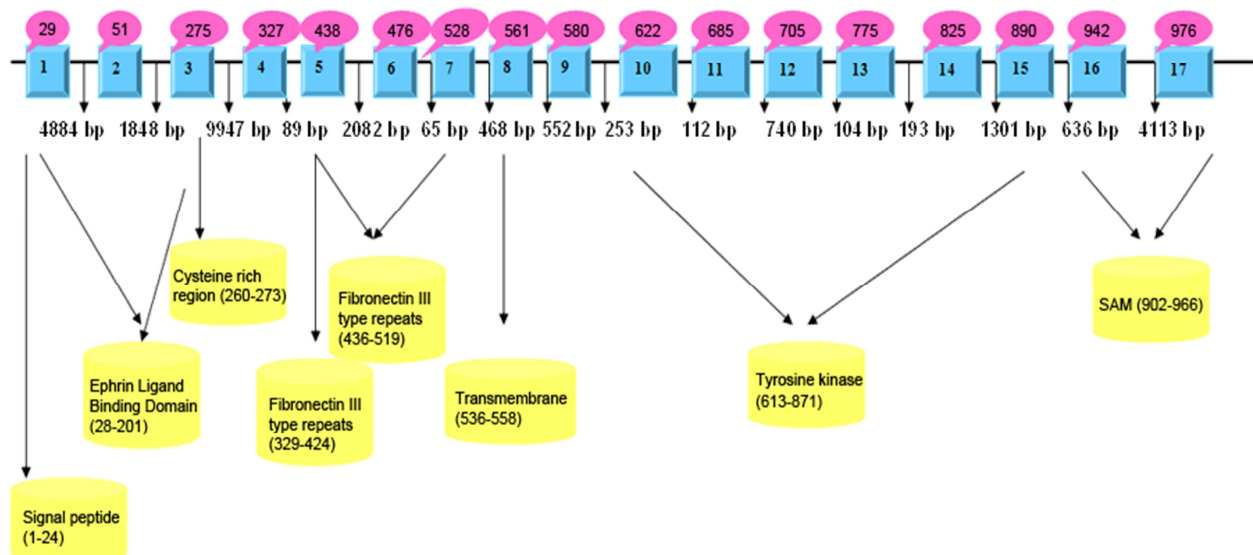 29 51 275 327 438 476 528 561 580 622 685 705 775 825 890 942 976
1 2 3 4 5 6 7 8 9 10 11 12 13 14 15 16 17
4884 bp 1848 bp 9947 bp 89 bp 2082 bp 65 bp 468 bp 552 bp 253 bp 112 bp 740 bp 104 bp 193 bp 1301 bp 636 bp 4113 bp
Cysteine rich
region (260-273)
Fibronectin III
type repeats
(436-519)
SAM (902-966)
Ephrin Ligand
Binding Domain
(28-201)
Fibronectin III
type repeats
(329-424)
Transmembrane
(536-558)
Tyrosine kinase
(613-871)
Signal peptide
(1-24)